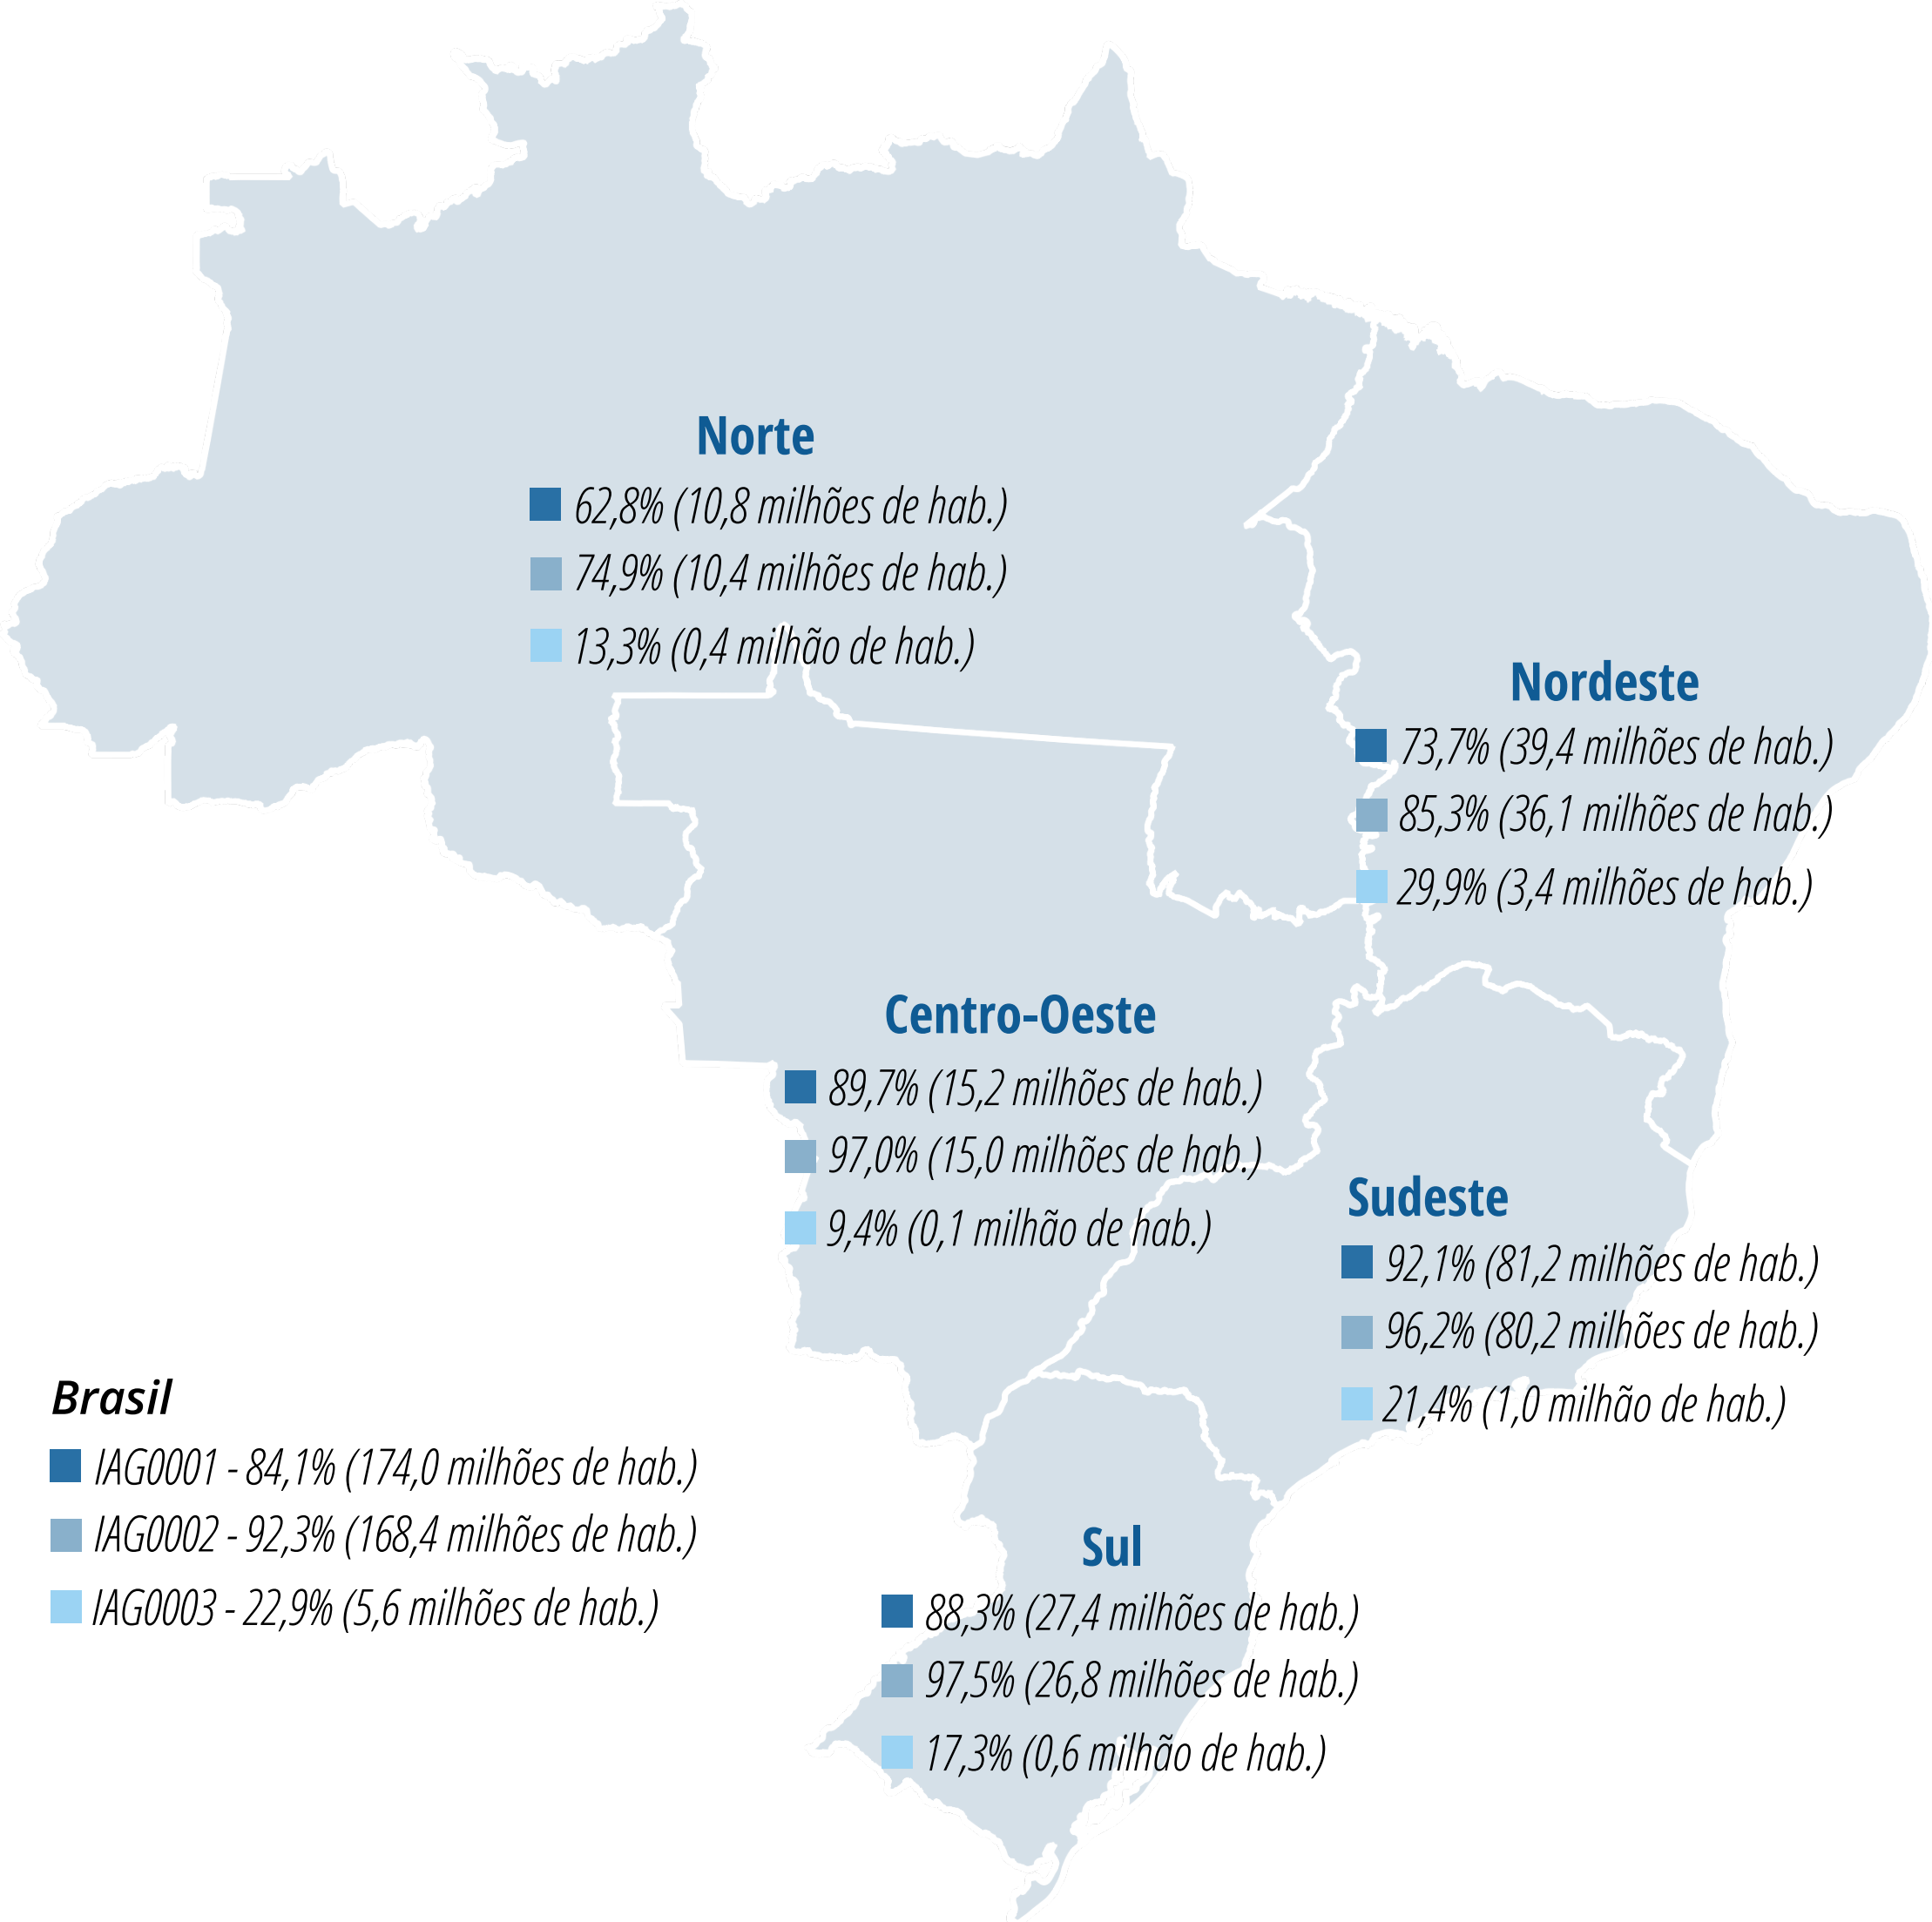 Norte
62,8% (10,8 milhões de hab.)
74,9% (10,4 milhões de hab.)
13,3% (0,4 milhão de hab.)
Nordeste
73,7% (39,4 milhões de hab.)
85,3% (36,1 milhões de hab.)
29,9% (3,4 milhões de hab.)
Centro-Oeste
89,7% (15,2 milhões de hab.)
97,0% (15,0 milhões de hab.)
9,4% (0,1 milhão de hab.)
Sudeste
92,1% (81,2 milhões de hab.)
96,2% (80,2 milhões de hab.)
21,4% (1,0 milhão de hab.)
Brasil
IAG0001 - 84,1% (174,0 milhões de hab.)
IAG0002 - 92,3% (168,4 milhões de hab.)
IAG0003 - 22,9% (5,6 milhões de hab.)
Sul
88,3% (27,4 milhões de hab.)
97,5% (26,8 milhões de hab.)
17,3% (0,6 milhão de hab.)